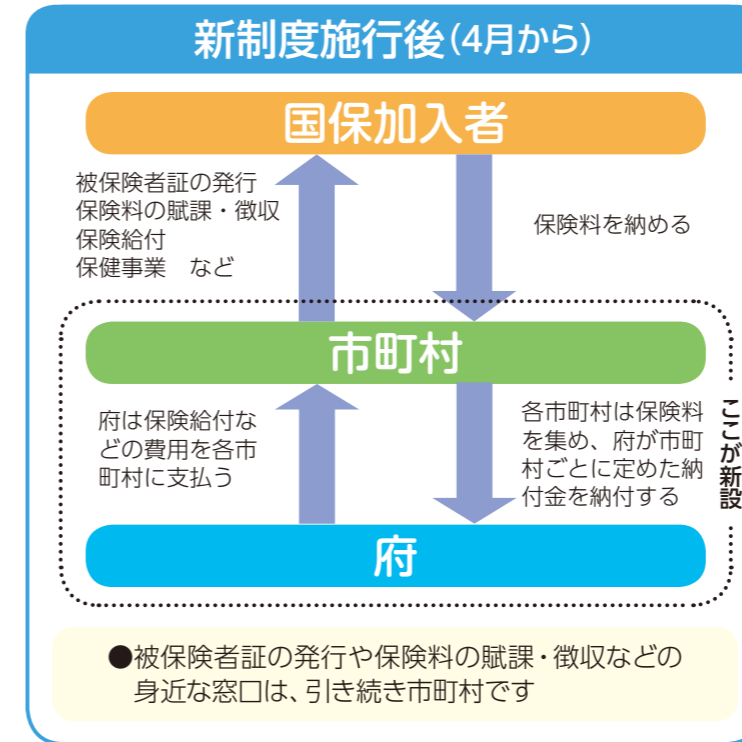 新制度施行後(4月から)
国保加入者
被保険者証の発行
保険料の賦課・徴収
保険給付
保健事業　など
保険料を納める
市町村
府は保険給付な
どの費用を各市
町村に支払う
各市町村は保険料
を集め、府が市町
村ごとに定めた納
付金を納付する
ここが新設
府
●被保険者証の発行や保険料の賦課・徴収などの
身近な窓口は、引き続き市町村です